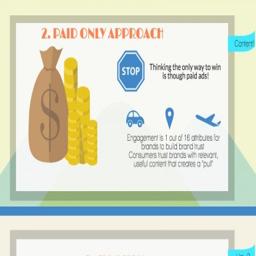 2. PAID ONLY APPROACH
Content
STOP
Thinking the only way to win
is though paid ads!
$
Engagement is 1 out of 16 attributes for
brands to build brand trust
Consumers trust brands with relevant,
useful content that creates a "pull"